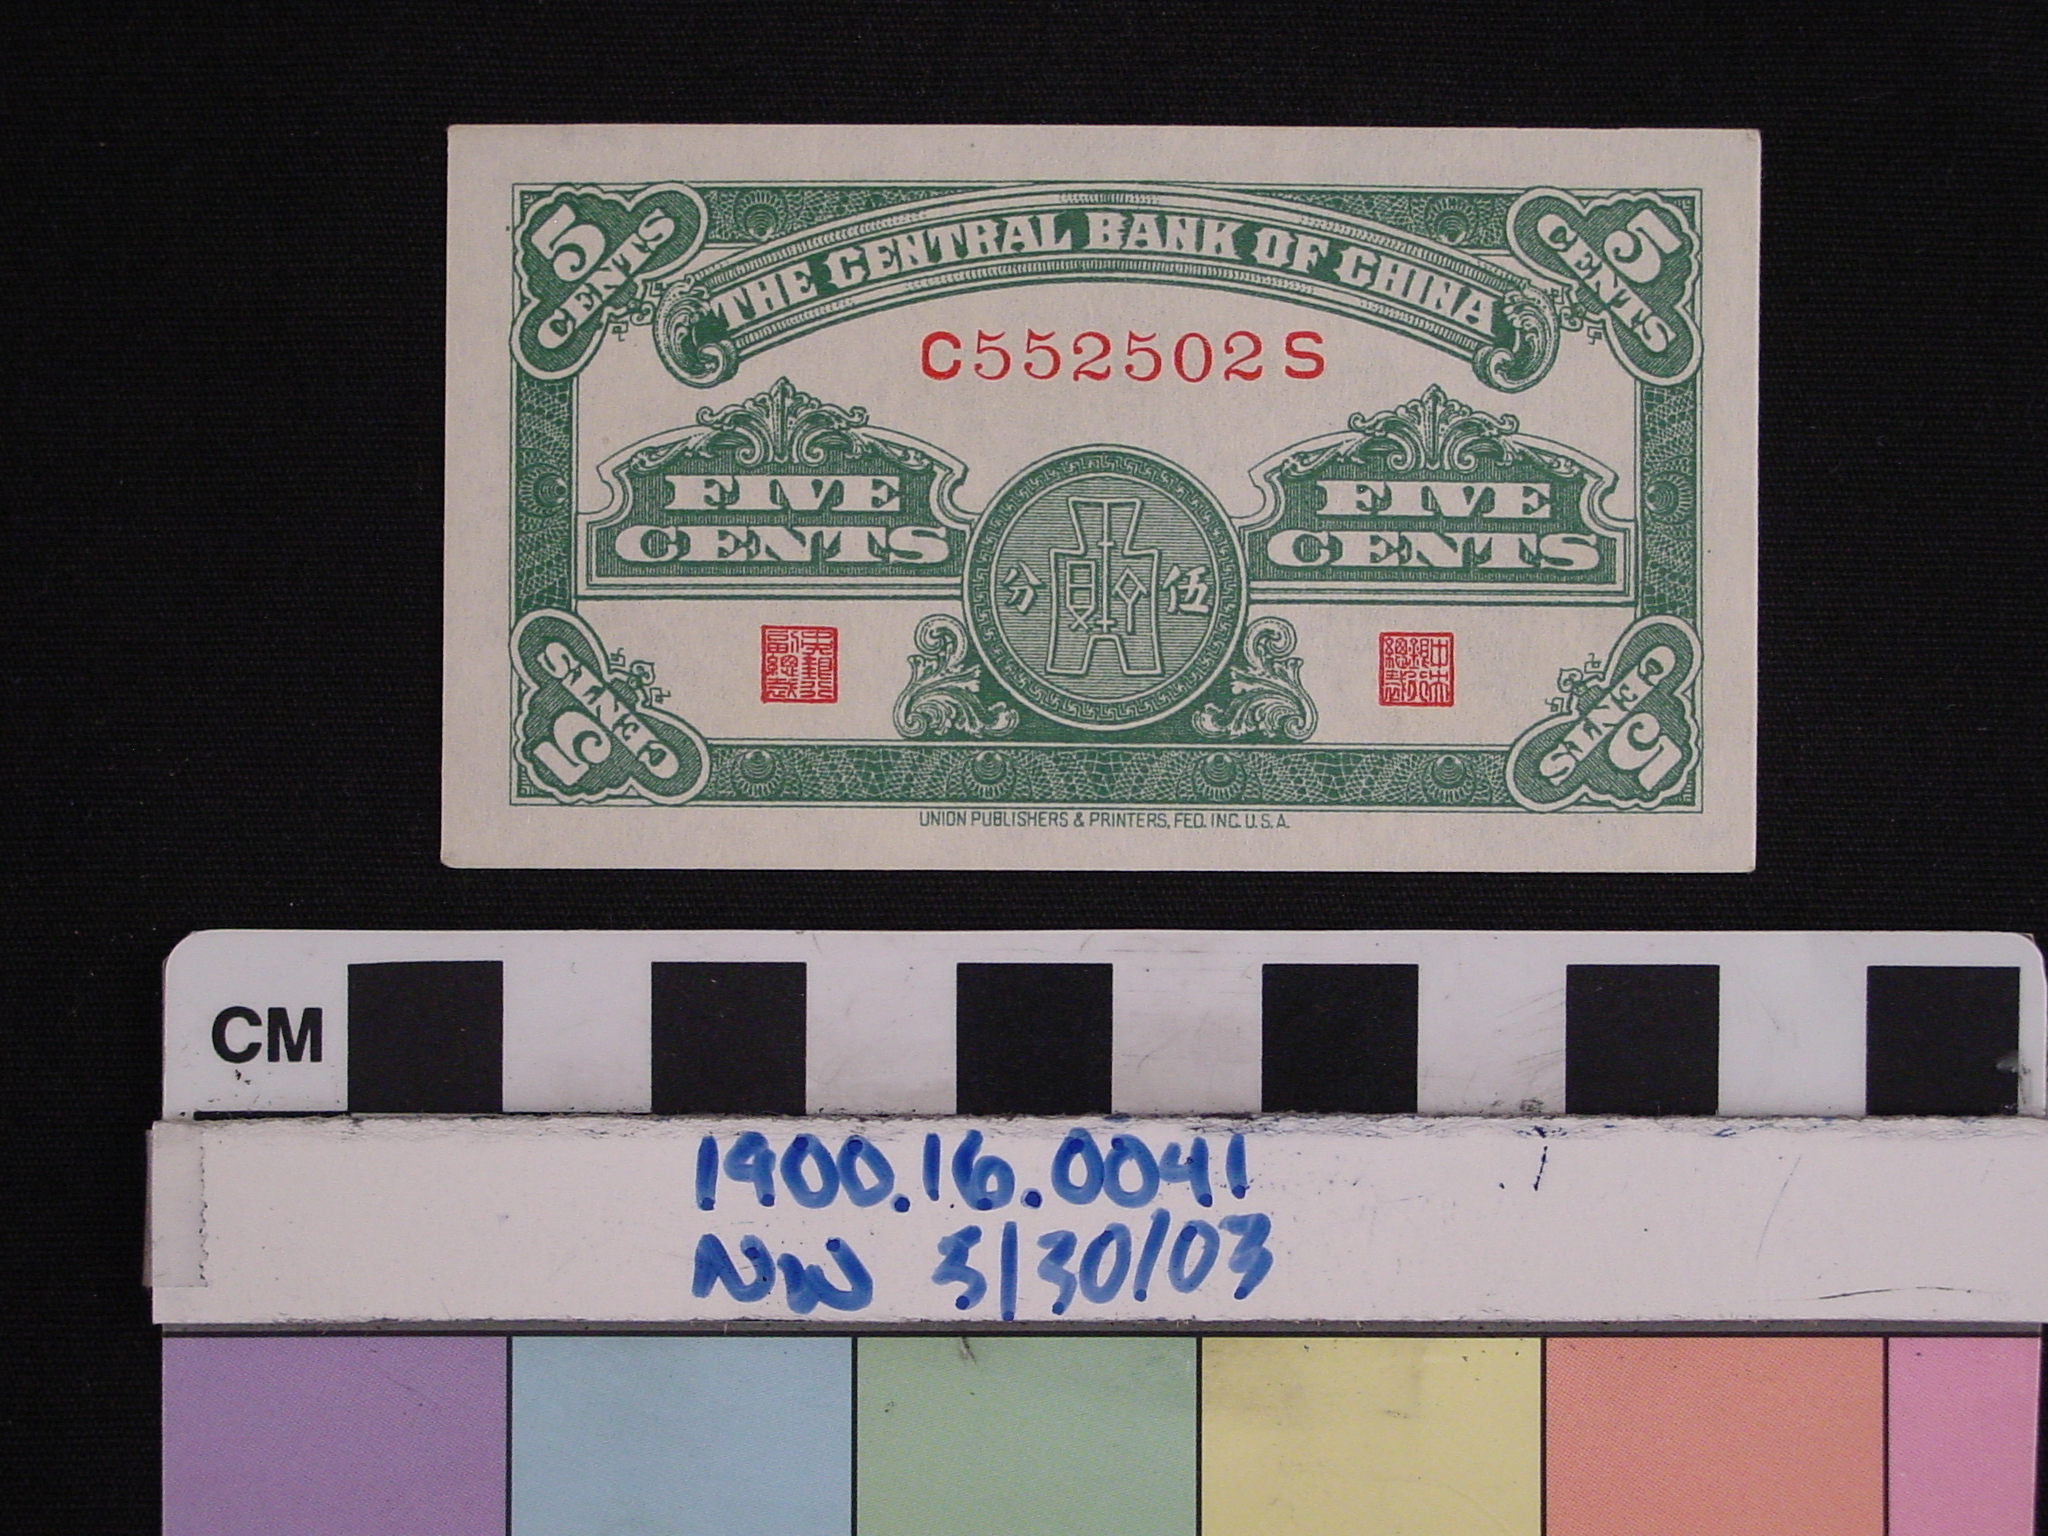 5 CENTS
THE CENTRAL BANK OF CHINA
5 CENTS
C552502S
FIVE CENTS
FIVE CENTS
分 伍
5 CENTS
5 CENTS
UNION PUBLISHERS & PRINTERS, FED. INC. U.S.A.
CM
1900.16.0041
NW 5/30/03